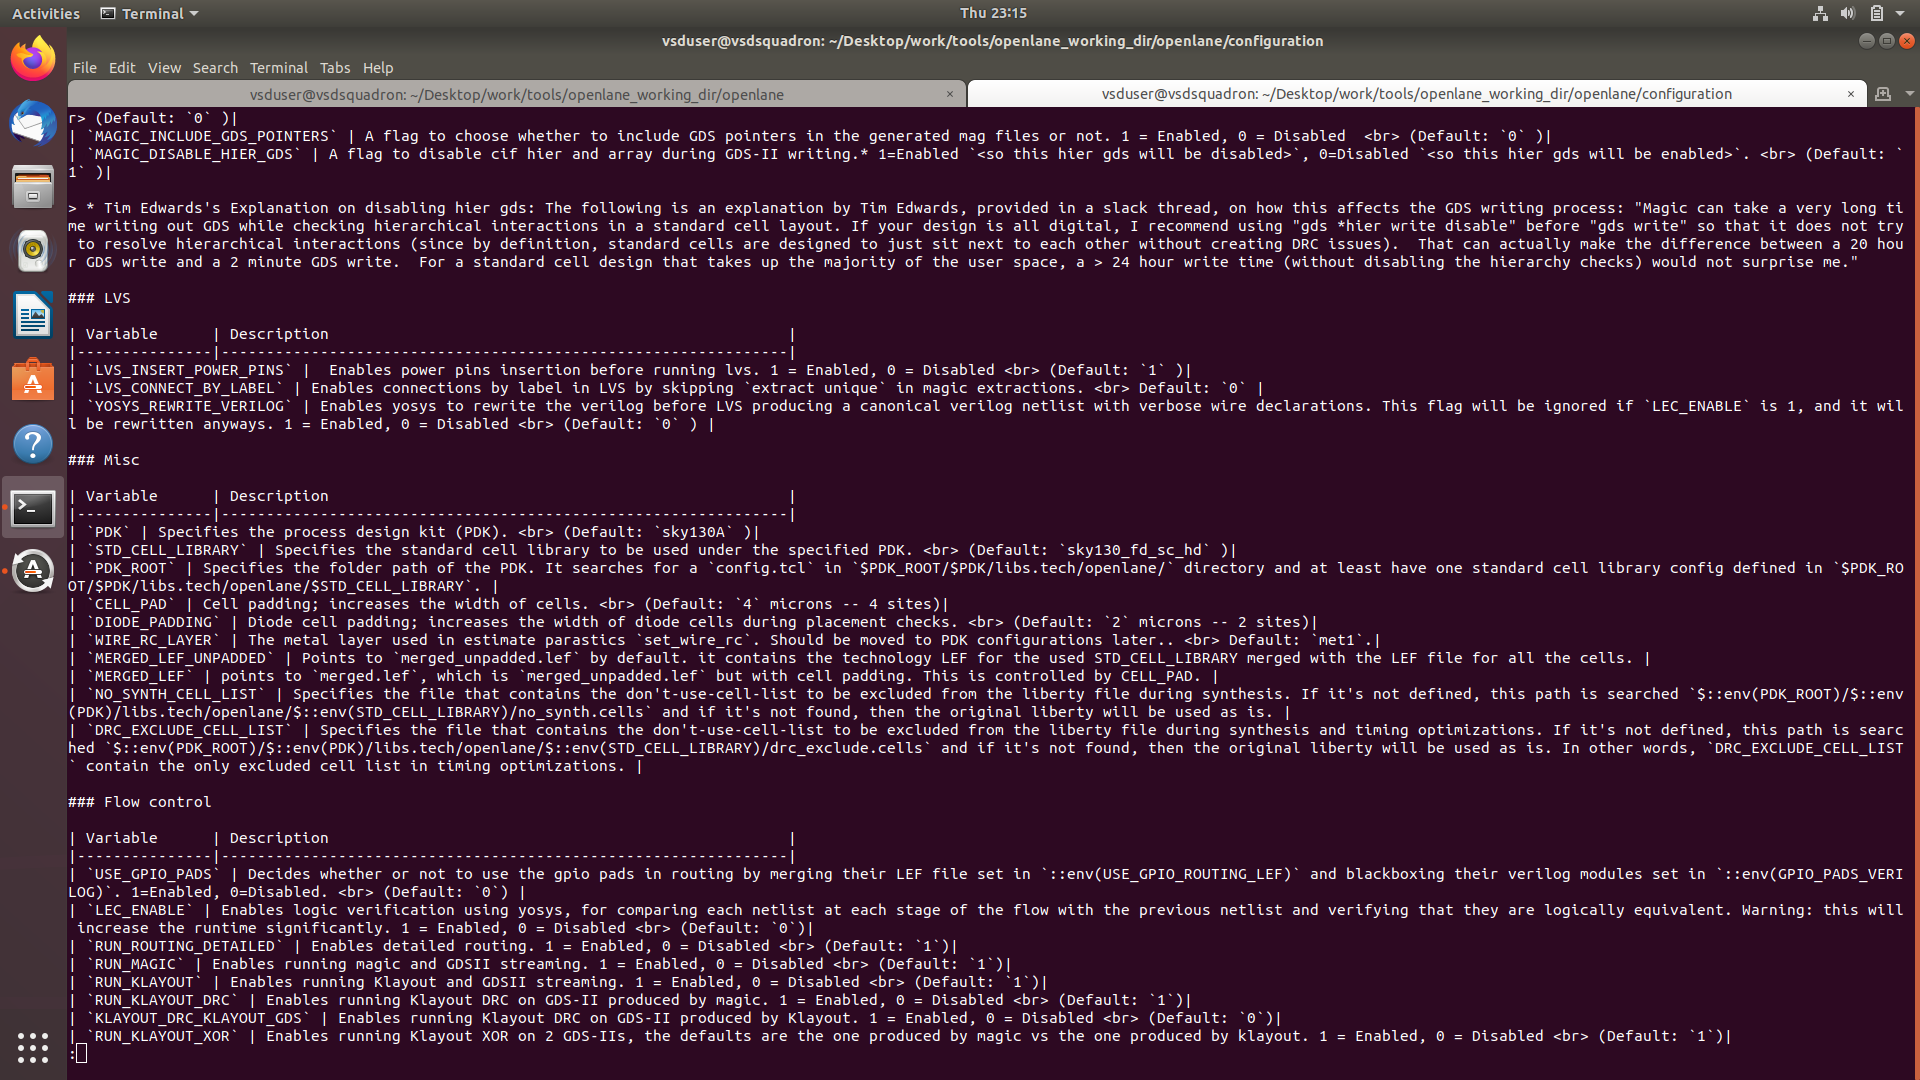 Activities
Terminal
Thu 23:15
vsduser@vsdsquadron: ~/Desktop/work/tools/openlane_working_dir/openlane/configuration
File Edit View Search Terminal Tabs Help
vsduser@vsdsquadron: ~/Desktop/work/tools/openlane_working_dir/openlane ×
vsduser@vsdsquadron: ~/Desktop/work/tools/openlane_working_dir/openlane/configuration ×
r> (Default: `0` )|
| `MAGIC_INCLUDE_GDS_POINTERS` | A flag to choose whether to include GDS pointers in the generated mag files or not. 1 = Enabled, 0 = Disabled  <br> (Default: `0` )|
| `MAGIC_DISABLE_HIER_GDS` | A flag to disable cif hier and array during GDS-II writing.* 1=Enabled `<so this hier gds will be disabled>`, 0=Disabled `<so this hier gds will be enabled>`. <br> (Default: `
1` )|
> * Tim Edwards's Explanation on disabling hier gds: The following is an explanation by Tim Edwards, provided in a slack thread, on how this affects the GDS writing process: "Magic can take a very long ti
me writing out GDS while checking hierarchical interactions in a standard cell layout. If your design is all digital, I recommend using "gds *hier write disable" before "gds write" so that it does not try
 to resolve hierarchical interactions (since by definition, standard cells are designed to just sit next to each other without creating DRC issues).  That can actually make the difference between a 20 hou
r GDS write and a 2 minute GDS write.  For a standard cell design that takes up the majority of the user space, a > 24 hour write time (without disabling the hierarchy checks) would not surprise me."
### LVS
| Variable      | Description                                                   |
|---------------|---------------------------------------------------------------|
| `LVS_INSERT_POWER_PINS` |  Enables power pins insertion before running lvs. 1 = Enabled, 0 = Disabled <br> (Default: `1` )|
| `LVS_CONNECT_BY_LABEL` | Enables connections by label in LVS by skipping `extract unique` in magic extractions. <br> Default: `0` |
| `YOSYS_REWRITE_VERILOG` | Enables yosys to rewrite the verilog before LVS producing a canonical verilog netlist with verbose wire declarations. This flag will be ignored if `LEC_ENABLE` is 1, and it wil
l be rewritten anyways. 1 = Enabled, 0 = Disabled <br> (Default: `0` ) |
### Misc
| Variable      | Description                                                   |
|---------------|---------------------------------------------------------------|
| `PDK` | Specifies the process design kit (PDK). <br> (Default: `sky130A` )|
| `STD_CELL_LIBRARY` | Specifies the standard cell library to be used under the specified PDK. <br> (Default: `sky130_fd_sc_hd` )|
| `PDK_ROOT` | Specifies the folder path of the PDK. It searches for a `config.tcl` in `$PDK_ROOT/$PDK/libs.tech/openlane/` directory and at least have one standard cell library config defined in `$PDK_RO
OT/$PDK/libs.tech/openlane/$STD_CELL_LIBRARY`. |
| `CELL_PAD` | Cell padding; increases the width of cells. <br> (Default: `4` microns -- 4 sites)|
| `DIODE_PADDING` | Diode cell padding; increases the width of diode cells during placement checks. <br> (Default: `2` microns -- 2 sites)|
| `WIRE_RC_LAYER` | The metal layer used in estimate parastics `set_wire_rc`. Should be moved to PDK configurations later.. <br> Default: `met1`.|
| `MERGED_LEF_UNPADDED` | Points to `merged_unpadded.lef` by default. it contains the technology LEF for the used STD_CELL_LIBRARY merged with the LEF file for all the cells. |
| `MERGED_LEF` | points to `merged.lef`, which is `merged_unpadded.lef` but with cell padding. This is controlled by CELL_PAD. |
| `NO_SYNTH_CELL_LIST` | Specifies the file that contains the don't-use-cell-list to be excluded from the liberty file during synthesis. If it's not defined, this path is searched `$::env(PDK_ROOT)/$::env
(PDK)/libs.tech/openlane/$::env(STD_CELL_LIBRARY)/no_synth.cells` and if it's not found, then the original liberty will be used as is. |
| `DRC_EXCLUDE_CELL_LIST` | Specifies the file that contains the don't-use-cell-list to be excluded from the liberty file during synthesis and timing optimizations. If it's not defined, this path is searc
hed `$::env(PDK_ROOT)/$::env(PDK)/libs.tech/openlane/$::env(STD_CELL_LIBRARY)/drc_exclude.cells` and if it's not found, then the original liberty will be used as is. In other words, `DRC_EXCLUDE_CELL_LIST
` contain the only excluded cell list in timing optimizations. |
### Flow control
| Variable      | Description                                                   |
|---------------|---------------------------------------------------------------|
| `USE_GPIO_PADS` | Decides whether or not to use the gpio pads in routing by merging their LEF file set in `::env(USE_GPIO_ROUTING_LEF)` and blackboxing their verilog modules set in `::env(GPIO_PADS_VERI
LOG)`. 1=Enabled, 0=Disabled. <br> (Default: `0`) |
| `LEC_ENABLE` | Enables logic verification using yosys, for comparing each netlist at each stage of the flow with the previous netlist and verifying that they are logically equivalent. Warning: this will
 increase the runtime significantly. 1 = Enabled, 0 = Disabled <br> (Default: `0`)|
| `RUN_ROUTING_DETAILED` | Enables detailed routing. 1 = Enabled, 0 = Disabled <br> (Default: `1`)|
| `RUN_MAGIC` | Enables running magic and GDSII streaming. 1 = Enabled, 0 = Disabled <br> (Default: `1`)|
| `RUN_KLAYOUT` | Enables running Klayout and GDSII streaming. 1 = Enabled, 0 = Disabled <br> (Default: `1`)|
| `RUN_KLAYOUT_DRC` | Enables running Klayout DRC on GDS-II produced by magic. 1 = Enabled, 0 = Disabled <br> (Default: `1`)|
| `KLAYOUT_DRC_KLAYOUT_GDS` | Enables running Klayout DRC on GDS-II produced by Klayout. 1 = Enabled, 0 = Disabled <br> (Default: `0`)|
| `RUN_KLAYOUT_XOR` | Enables running Klayout XOR on 2 GDS-IIs, the defaults are the one produced by magic vs the one produced by klayout. 1 = Enabled, 0 = Disabled <br> (Default: `1`)|
: